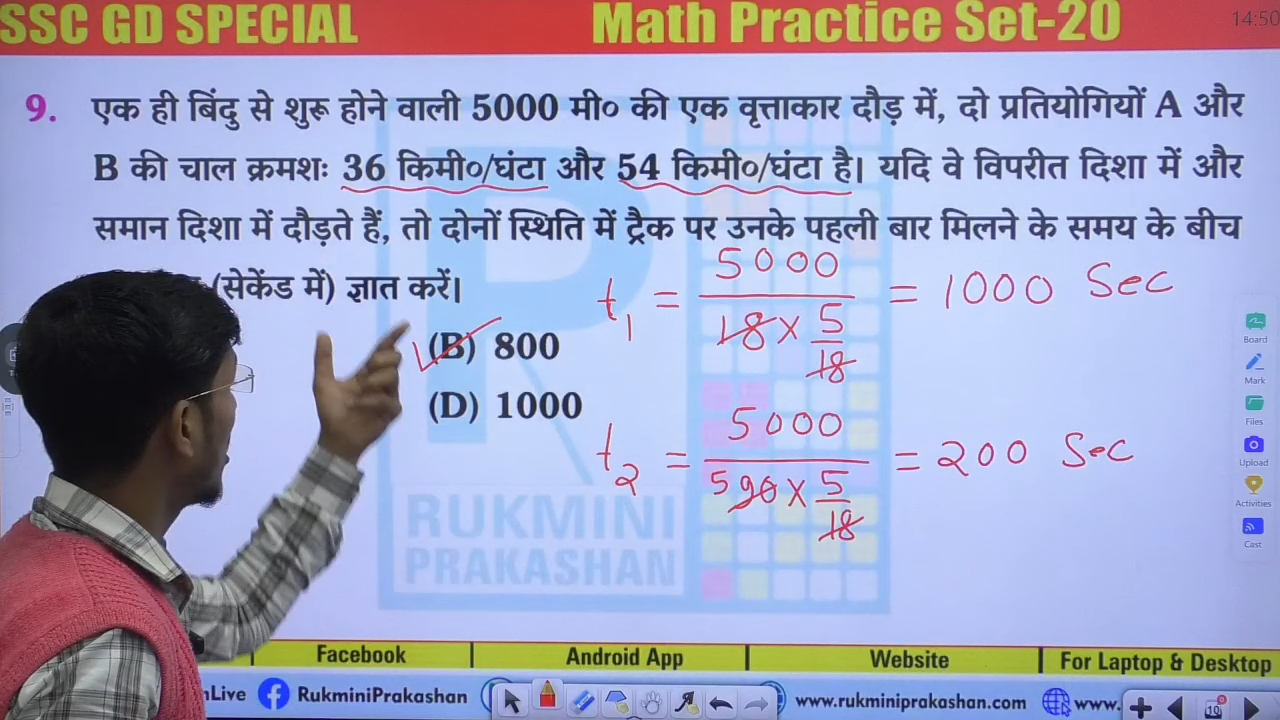 SSC GD SPECIAL
Math Practice Set-20
14:50
9. एक ही बिंदु से शुरू होने वाली 5000 मी० की एक वृत्ताकार दौड़ में, दो प्रतियोगियों A और
B की चाल क्रमशः 36 किमी०/घंटा और 54 किमी०/घंटा है। यदि वे विपरीत दिशा में और
समान दिशा में दौड़ते हैं, तो दोनों स्थिति में ट्रैक पर उनके पहली बार मिलने के समय के बीच
(सेकेंड में) ज्ञात करें।
(B) 800
(D) 1000
t1 = 5000 / 18 × 5/18 = 1000 Sec
t2 = 5000 / 5 90 × 5/18 = 200 Sec
RUKMINI
PRAKASHAN
Board
Mark
Files
Upload
Activities
Cast
Facebook
Android App
Website
For Laptop & Desktop
nLive
RukminiPrakashan
www.rukminiprakashan.com
www.